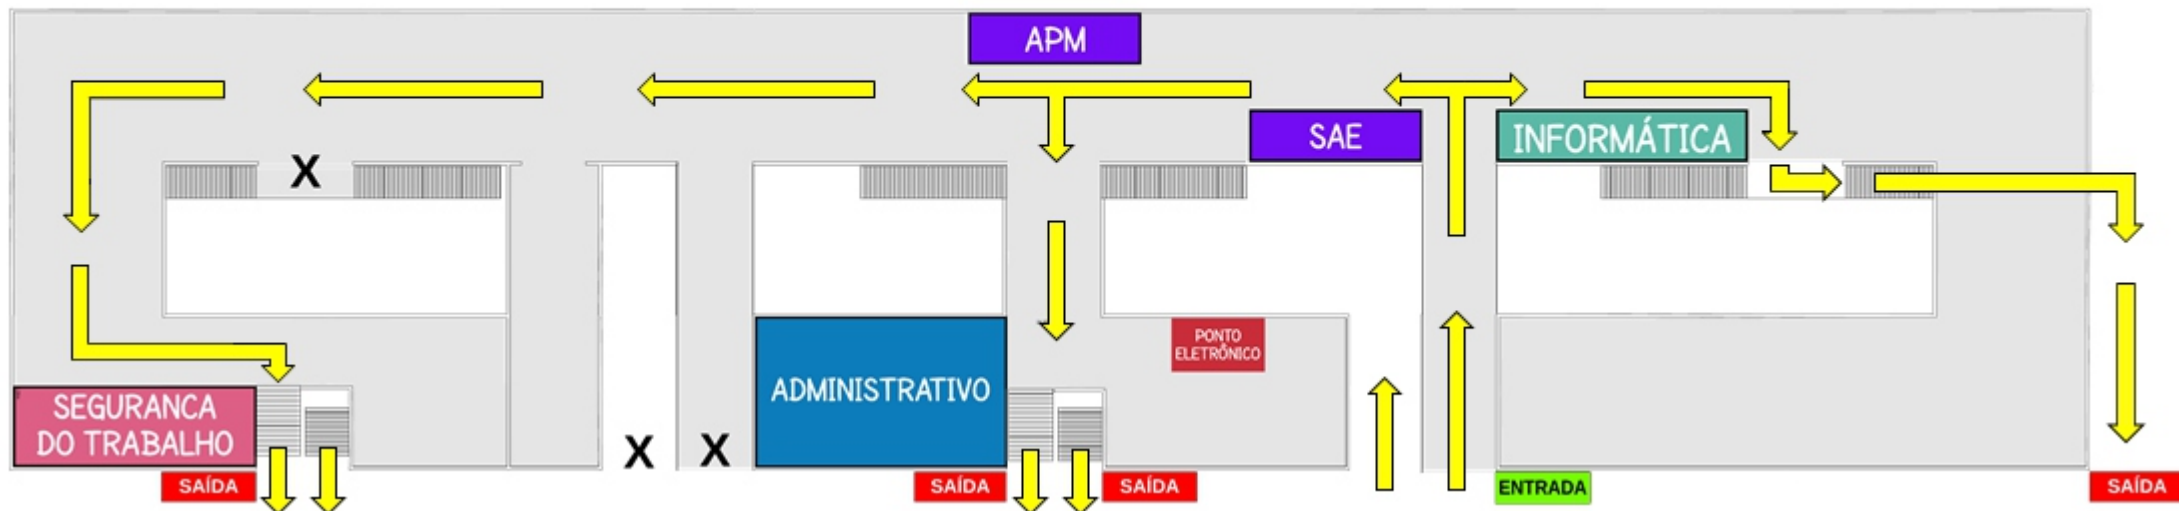 APM
SAE
INFORMÁTICA
X
PONTO
ELETRÔNICO
ADMINISTRATIVO
SEGURANCA
DO TRABALHO
X
X
SAÍDA
SAÍDA
SAÍDA
ENTRADA
SAÍDA